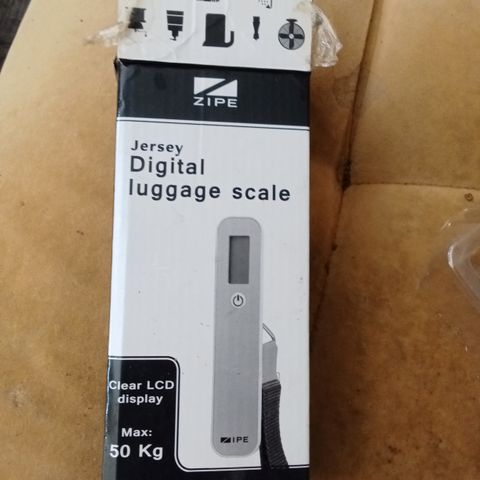 ZIPE
Jersey
Digital
luggage scale
Clear LCD
display
Max:
50 Kg
ZIPE